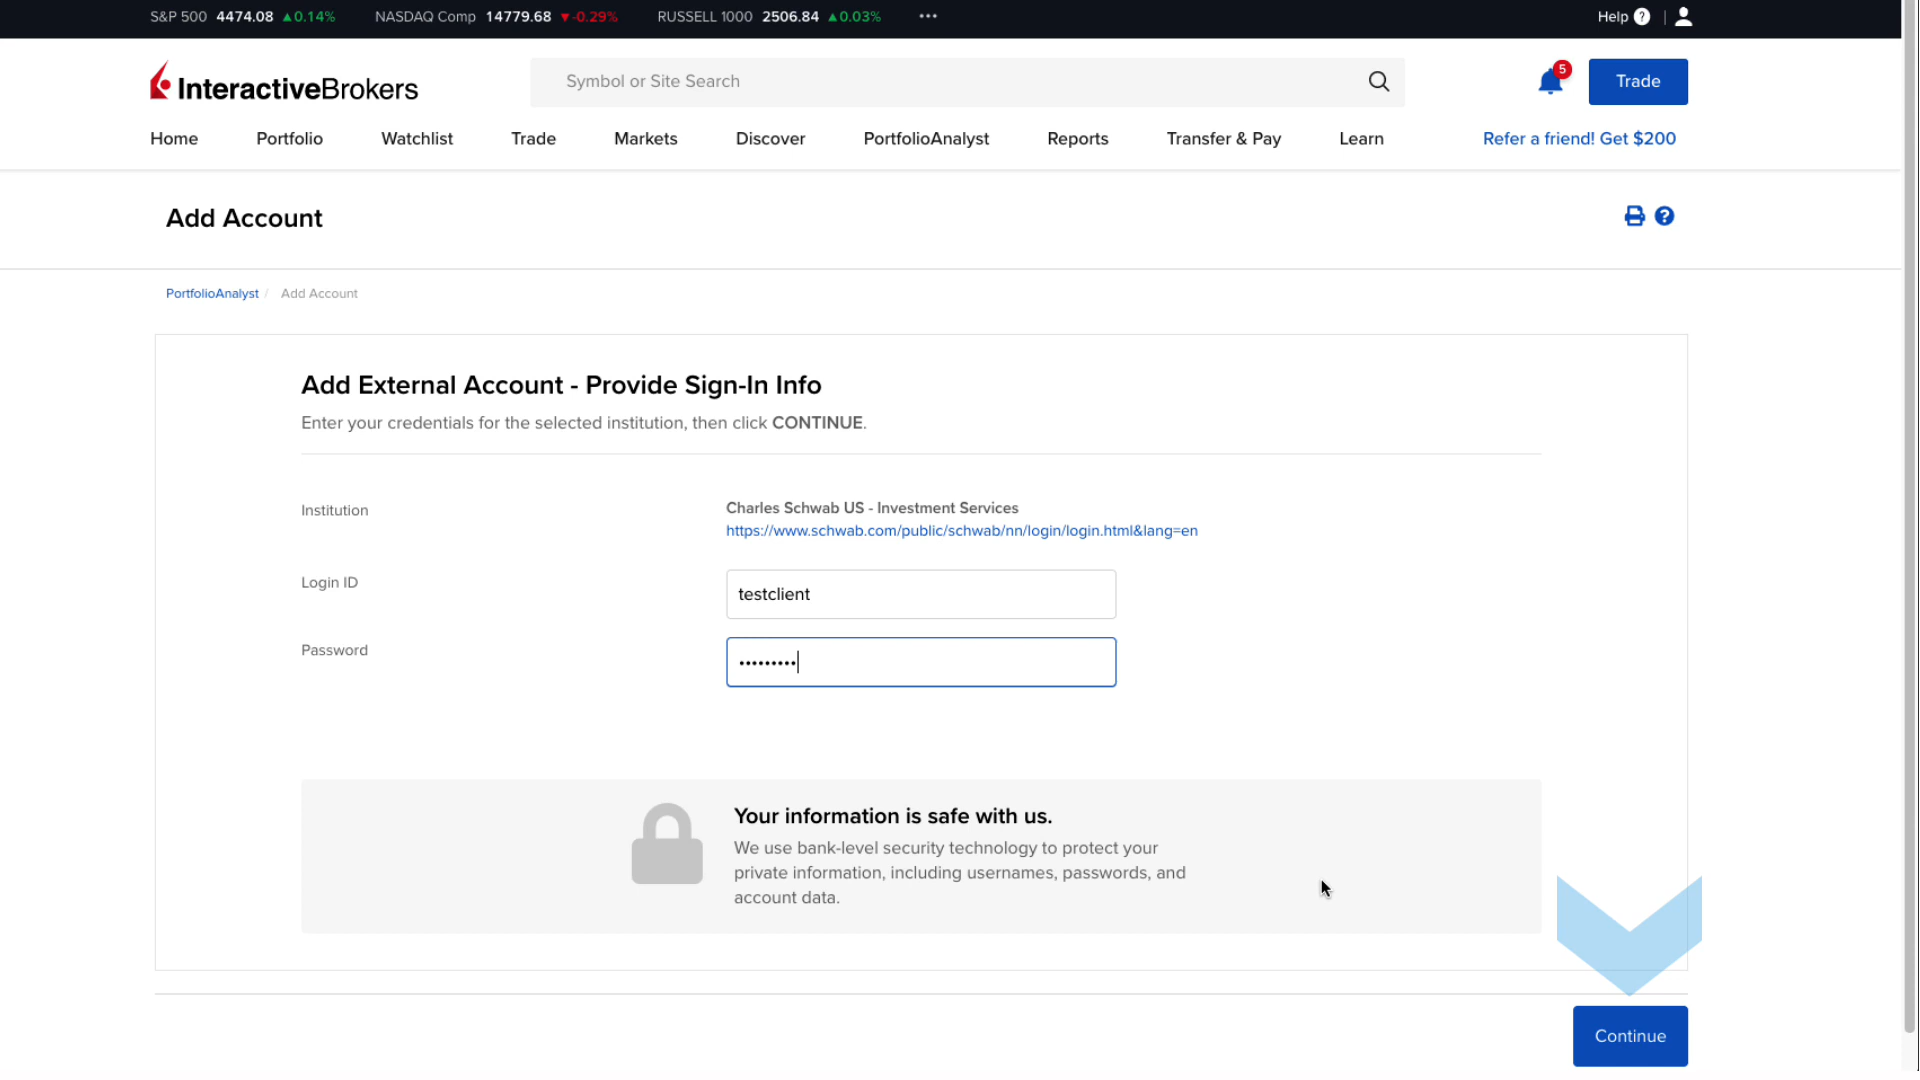 S&P 500 4474.08 ▲0.14% NASDAQ Comp 14779.68 ▼-0.29% RUSSELL 1000 2506.84 ▲0.03% ••• Help ? |
InteractiveBrokers Symbol or Site Search 5 Trade
Home Portfolio Watchlist Trade Markets Discover PortfolioAnalyst Reports Transfer & Pay Learn Refer a friend! Get $200
Add Account ?
PortfolioAnalyst / Add Account
Add External Account - Provide Sign-In Info
Enter your credentials for the selected institution, then click CONTINUE.
Institution Charles Schwab US - Investment Services
https://www.schwab.com/public/schwab/nn/login/login.html&lang=en
Login ID testclient
Password •••••••••
Your information is safe with us.
We use bank-level security technology to protect your
private information, including usernames, passwords, and
account data.
Continue